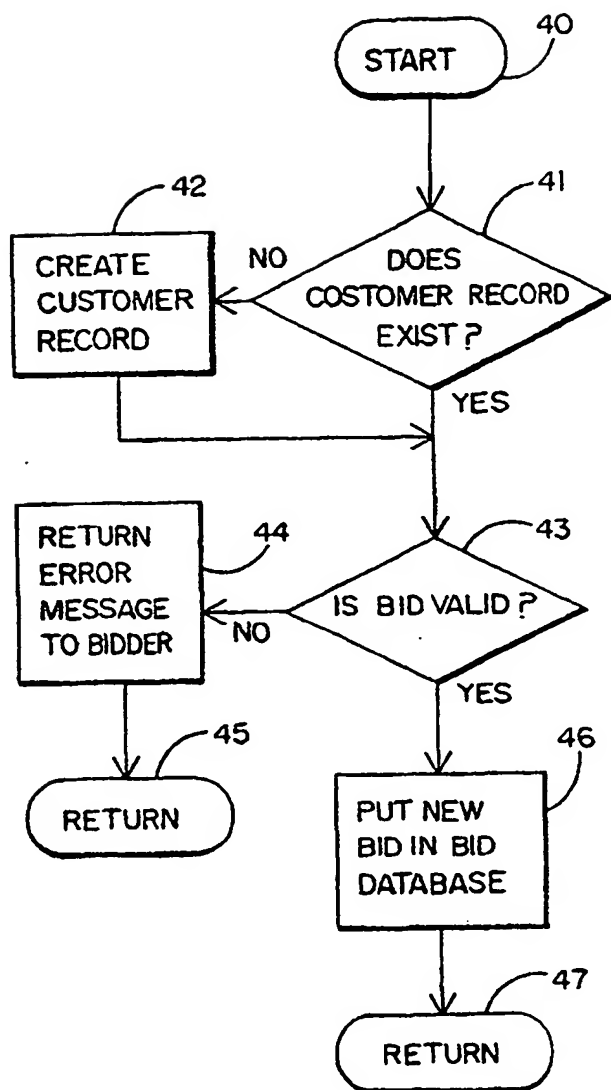 40
START
42
41
CREATE
CUSTOMER
RECORD
NO
DOES
COSTOMER RECORD
EXIST?
YES
RETURN
ERROR
MESSAGE
TO BIDDER
44
43
IS BID VALID?
NO
YES
45
RETURN
46
PUT NEW
BID IN BID
DATABASE
47
RETURN